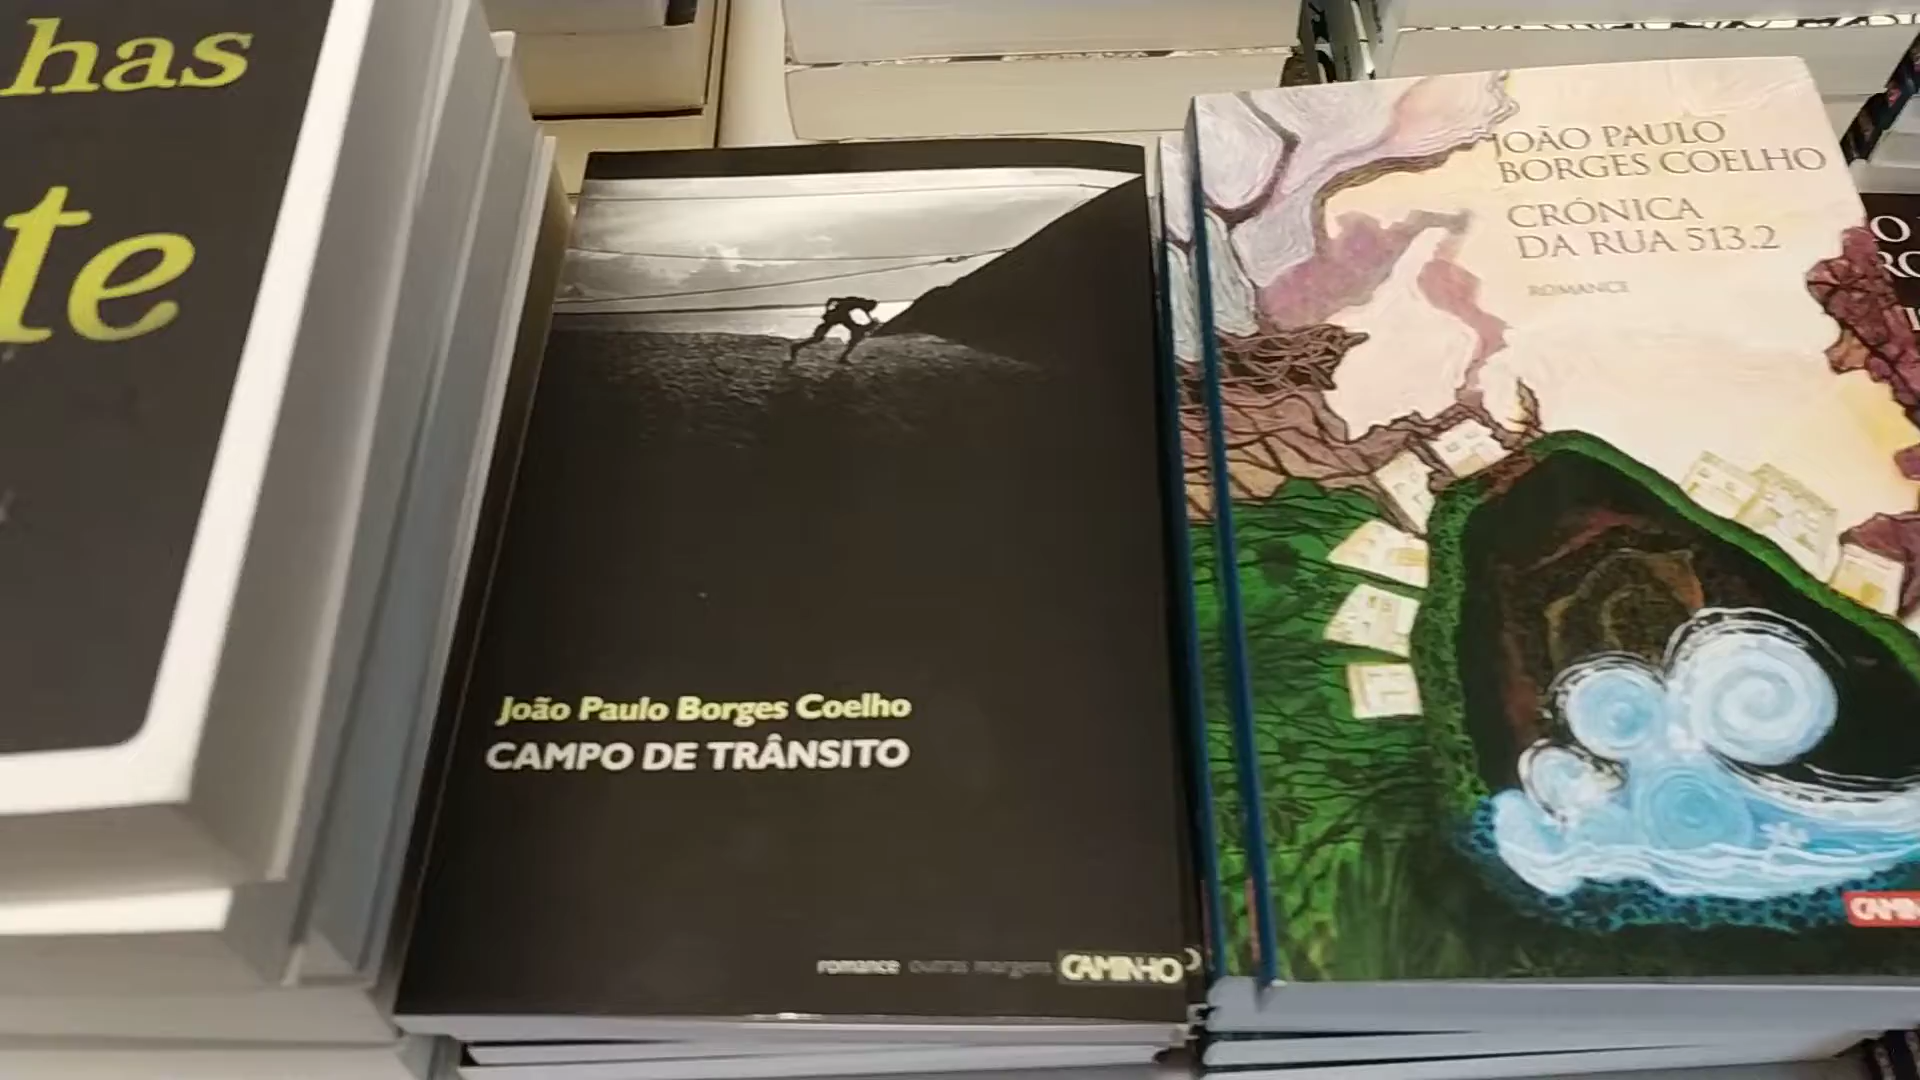 has
te
João Paulo Borges Coelho
CAMPO DE TRÂNSITO
romance outras margens CAMINHO
JOÃO PAULO
BORGES COELHO
CRÓNICA
DA RUA 513.2
ROMANCE
CAMIN
O